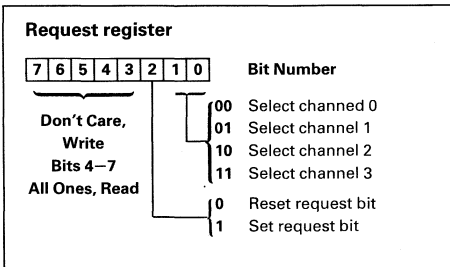 Request register
7 6 5 4 3 2 1 0 Bit Number
Don't Care,
Write
Bits 4–7
All Ones, Read
00 Select channed 0
01 Select channel 1
10 Select channel 2
11 Select channel 3
0 Reset request bit
1 Set request bit